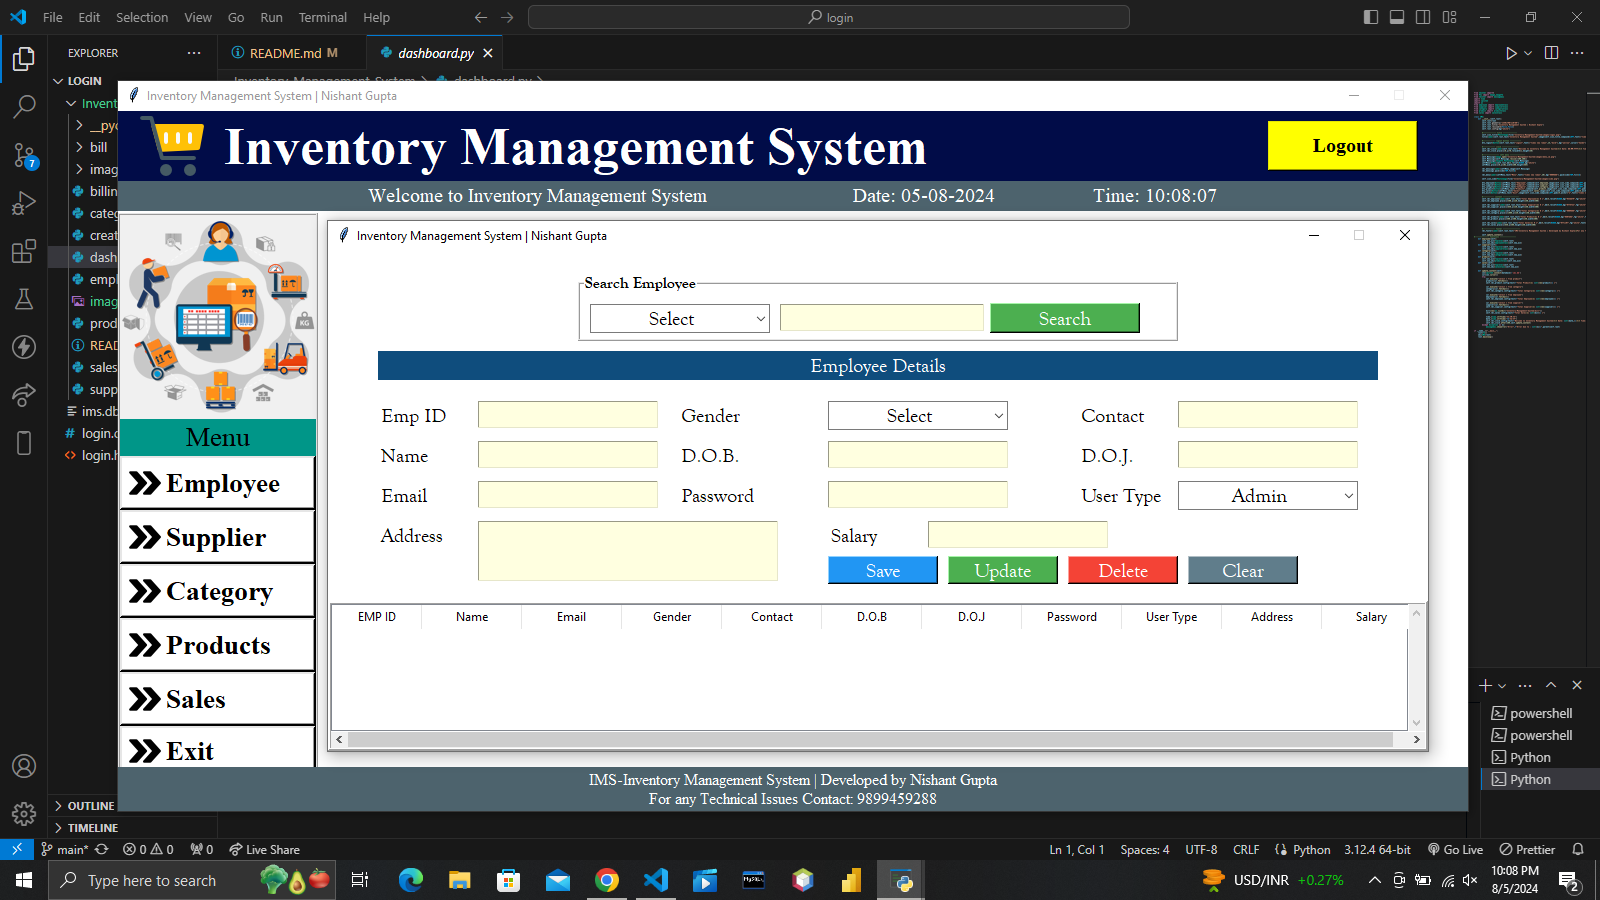 File Edit Selection View Go Run Terminal Help
login
EXPLORER
README.md M
dashboard.py
LOGIN
Inventory Management System | Nishant Gupta
Inventory Management System
Logout
Welcome to Inventory Management System Date: 05-08-2024 Time: 10:08:07
Invent
__pyc
bill
imag
billin
categ
creat
dash
empl
imag
prod
READ
sales
supp
ims.db
login.c
login.h
7
KG
Menu
Employee
Supplier
Category
Products
Sales
Exit
Inventory Management System | Nishant Gupta
Search Employee
Select
Search
Employee Details
Emp ID Gender Select Contact
Name D.O.B. D.O.J.
Email Password User Type Admin
Address Salary
Save Update Delete Clear
EMP ID Name Email Gender Contact D.O.B D.O.J Password User Type Address Salary
IMS-Inventory Management System | Developed by Nishant Gupta
For any Technical Issues Contact: 9899459288
powershell
powershell
Python
Python
OUTLINE
TIMELINE
main* 0 0 0 Live Share Ln 1, Col 1 Spaces: 4 UTF-8 CRLF Python 3.12.4 64-bit Go Live Prettier
Type here to search
MySQL
USD/INR +0.27%
10:08 PM
8/5/2024
2